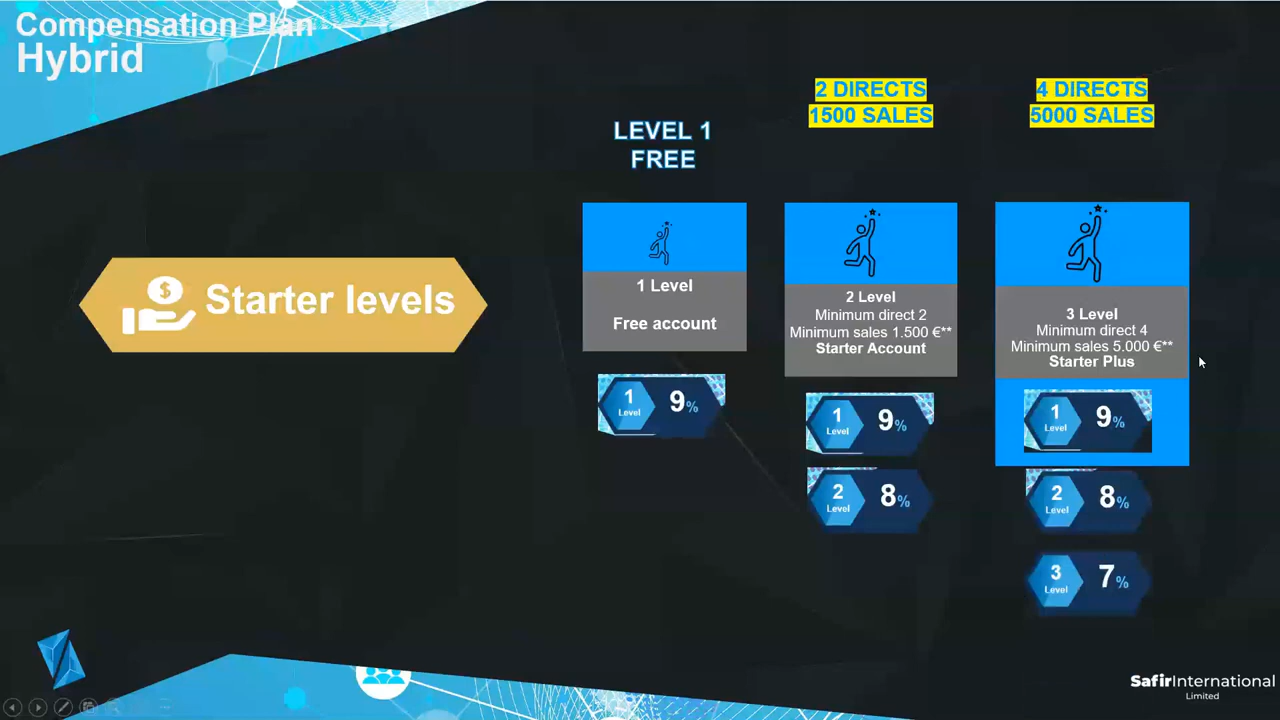 Compensation Plan
Hybrid
2 DIRECTS
1500 SALES
4 DIRECTS
5000 SALES
LEVEL 1
FREE
$
Starter levels
1 Level
Free account
1
Level
9%
2 Level
Minimum direct 2
Minimum sales 1.500 €**
Starter Account
1
Level
9%
2
Level
8%
3 Level
Minimum direct 4
Minimum sales 5.000 €**
Starter Plus
1
Level
9%
2
Level
8%
3
Level
7%
SafirInternational
Limited